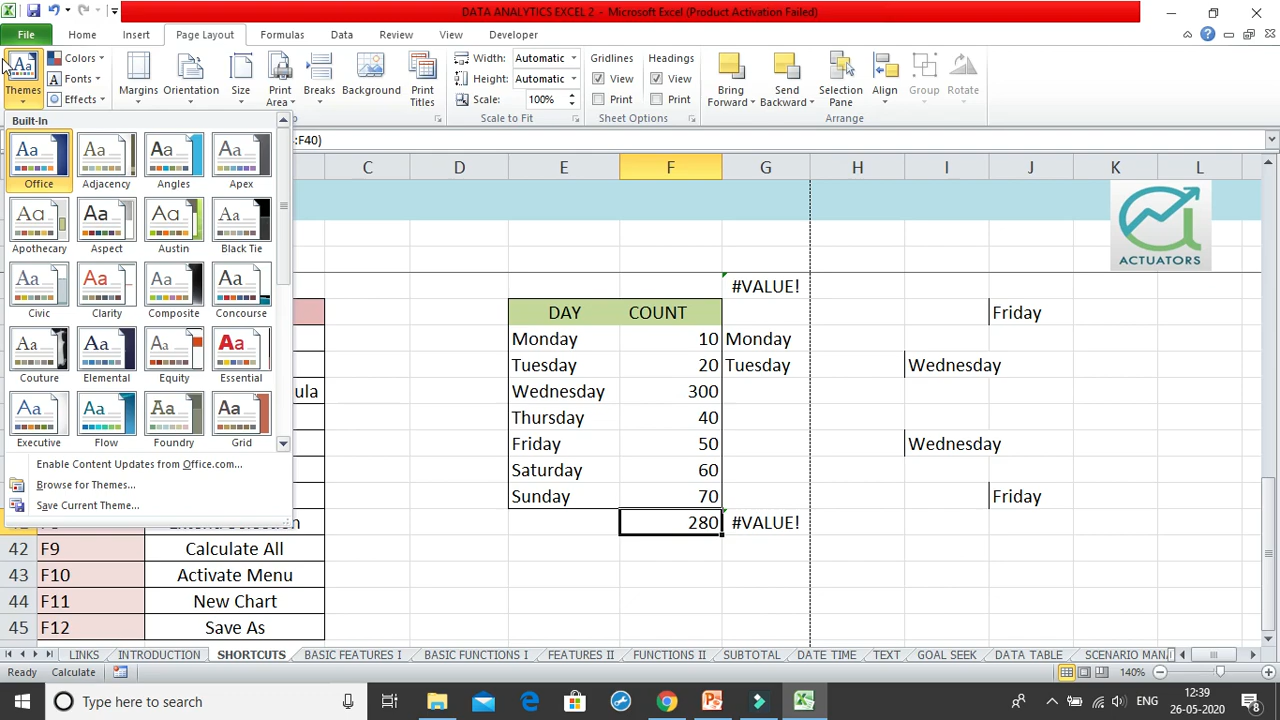 DATA ANALYTICS EXCEL 2 - Microsoft Excel (Product Activation Failed)
File Home Insert Page Layout Formulas Data Review View Developer
Themes Colors Fonts Effects
Margins Orientation Size Print Area Breaks Background Print Titles
Width: Automatic
Height: Automatic
Scale: 100%
Scale to Fit
Gridlines Headings
View View
Print Print
Sheet Options
Bring Forward Send Backward Selection Pane Align Group Rotate
Arrange
Built-In
:F40)
Office Adjacency Angles Apex
Apothecary Aspect Austin Black Tie
Civic Clarity Composite Concourse
Couture Elemental Equity Essential
Executive Flow Foundry Grid
Enable Content Updates from Office.com...
Browse for Themes...
Save Current Theme...
C D E F G H I J K L
ACTUATORS
#VALUE!
DAY COUNT Friday
Monday 10 Monday
Tuesday 20 Tuesday Wednesday
Wednesday 300
Thursday 40
Friday 50 Wednesday
Saturday 60
Sunday 70 Friday
280 #VALUE!
42 F9 Calculate All
43 F10 Activate Menu
44 F11 New Chart
45 F12 Save As
LINKS INTRODUCTION SHORTCUTS BASIC FEATURES I BASIC FUNCTIONS I FEATURES II FUNCTIONS II SUBTOTAL DATE TIME TEXT GOAL SEEK DATA TABLE SCENARIO MAN
Ready Calculate 140%
Type here to search ENG 12:39
26-05-2020 8